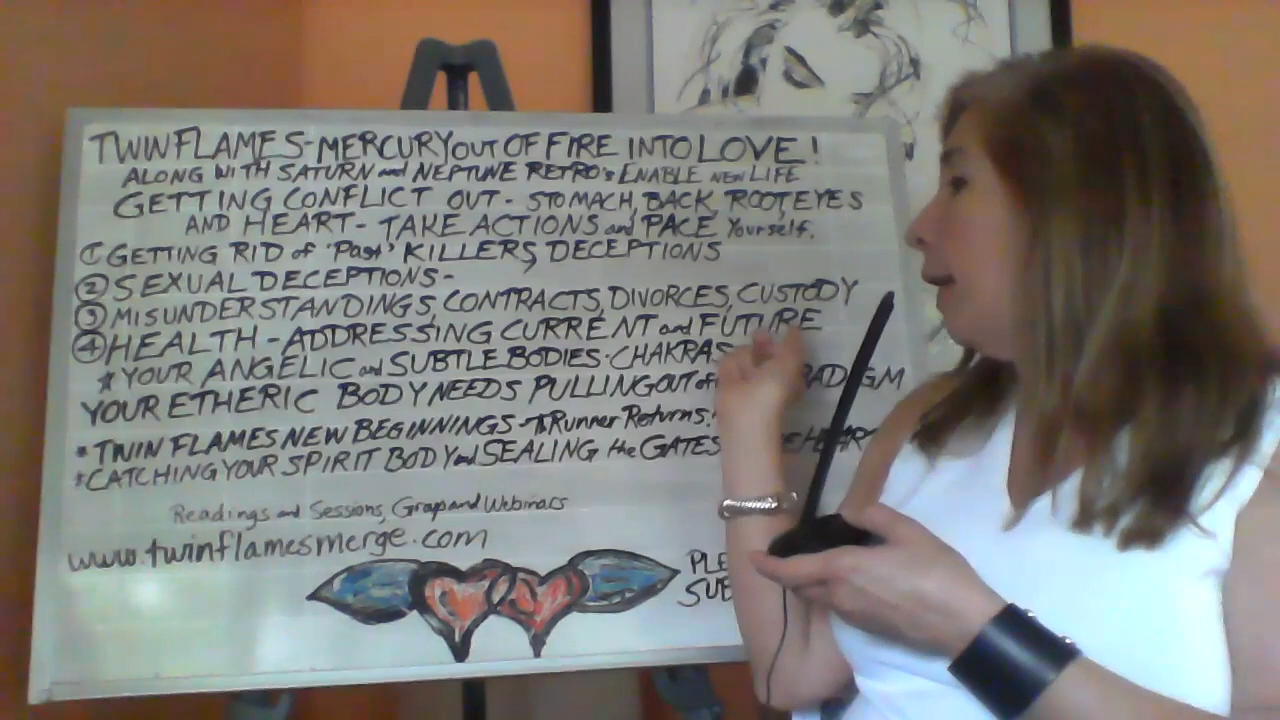 TWIN FLAMES-MERCURY OUT OF FIRE INTO LOVE!
ALONG WITH SATURN and NEPTUNE RETRO's ENABLE NEW LIFE
GETTING CONFLICT OUT - STOMACH, BACK, ROOT, EYES
AND HEART - TAKE ACTIONS and PACE Yourself.
① GETTING RID of 'Past' KILLERS, DECEPTIONS
② SEXUAL DECEPTIONS-
③ MISUNDERSTANDINGS, CONTRACTS, DIVORCES, CUSTODY
④ HEALTH - ADDRESSING CURRENT and FUTURE
* YOUR ANGELIC and SUBTLE BODIES. CHAKRAS
YOUR ETHERIC BODY NEEDS PULLING OUT of
* TWIN FLAMES NEW BEGINNINGS - Runner Returns!
* CATCHING YOUR SPIRIT BODY and SEALING the GATES HEART
Readings and Sessions, Group and Webinars
www.twinflamesmerge.com